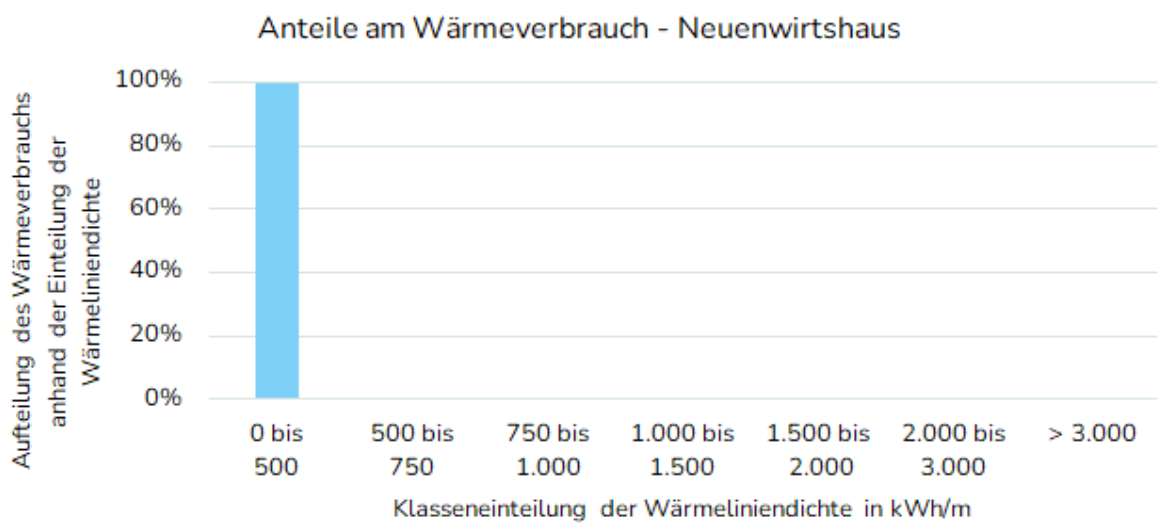 Anteile am Wärmeverbrauch - Neuenwirtshaus
Aufteilung des Wärmeverbrauchs
anhand der Einteilung der
Wärmeliniendichte
100%
80%
60%
40%
20%
0%
0 bis
500
500 bis
750
750 bis
1.000
1.000 bis
1.500
1.500 bis
2.000
2.000 bis
3.000
> 3.000
Klasseneinteilung der Wärmeliniendichte in kWh/m